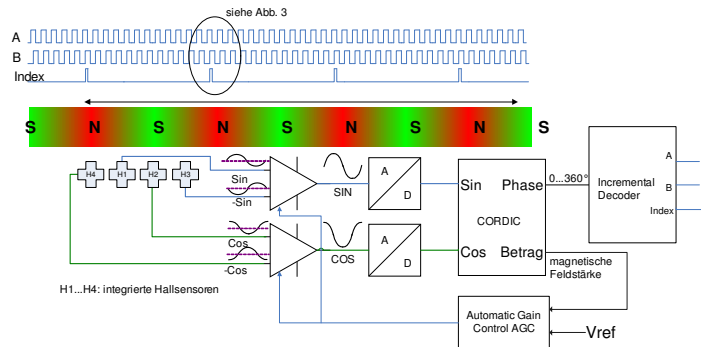 siehe Abb. 3
A
B
Index
S N S N S N S N S
H4 H1 H2 H3
Sin
-Sin
SIN
A
D
Sin Phase
CORDIC
Cos Betrag
0...360°
Incremental
Decoder
A
B
Index
Cos
-Cos
COS
A
D
magnetische
Feldstärke
H1...H4: integrierte Hallsensoren
Automatic Gain
Control AGC
Vref